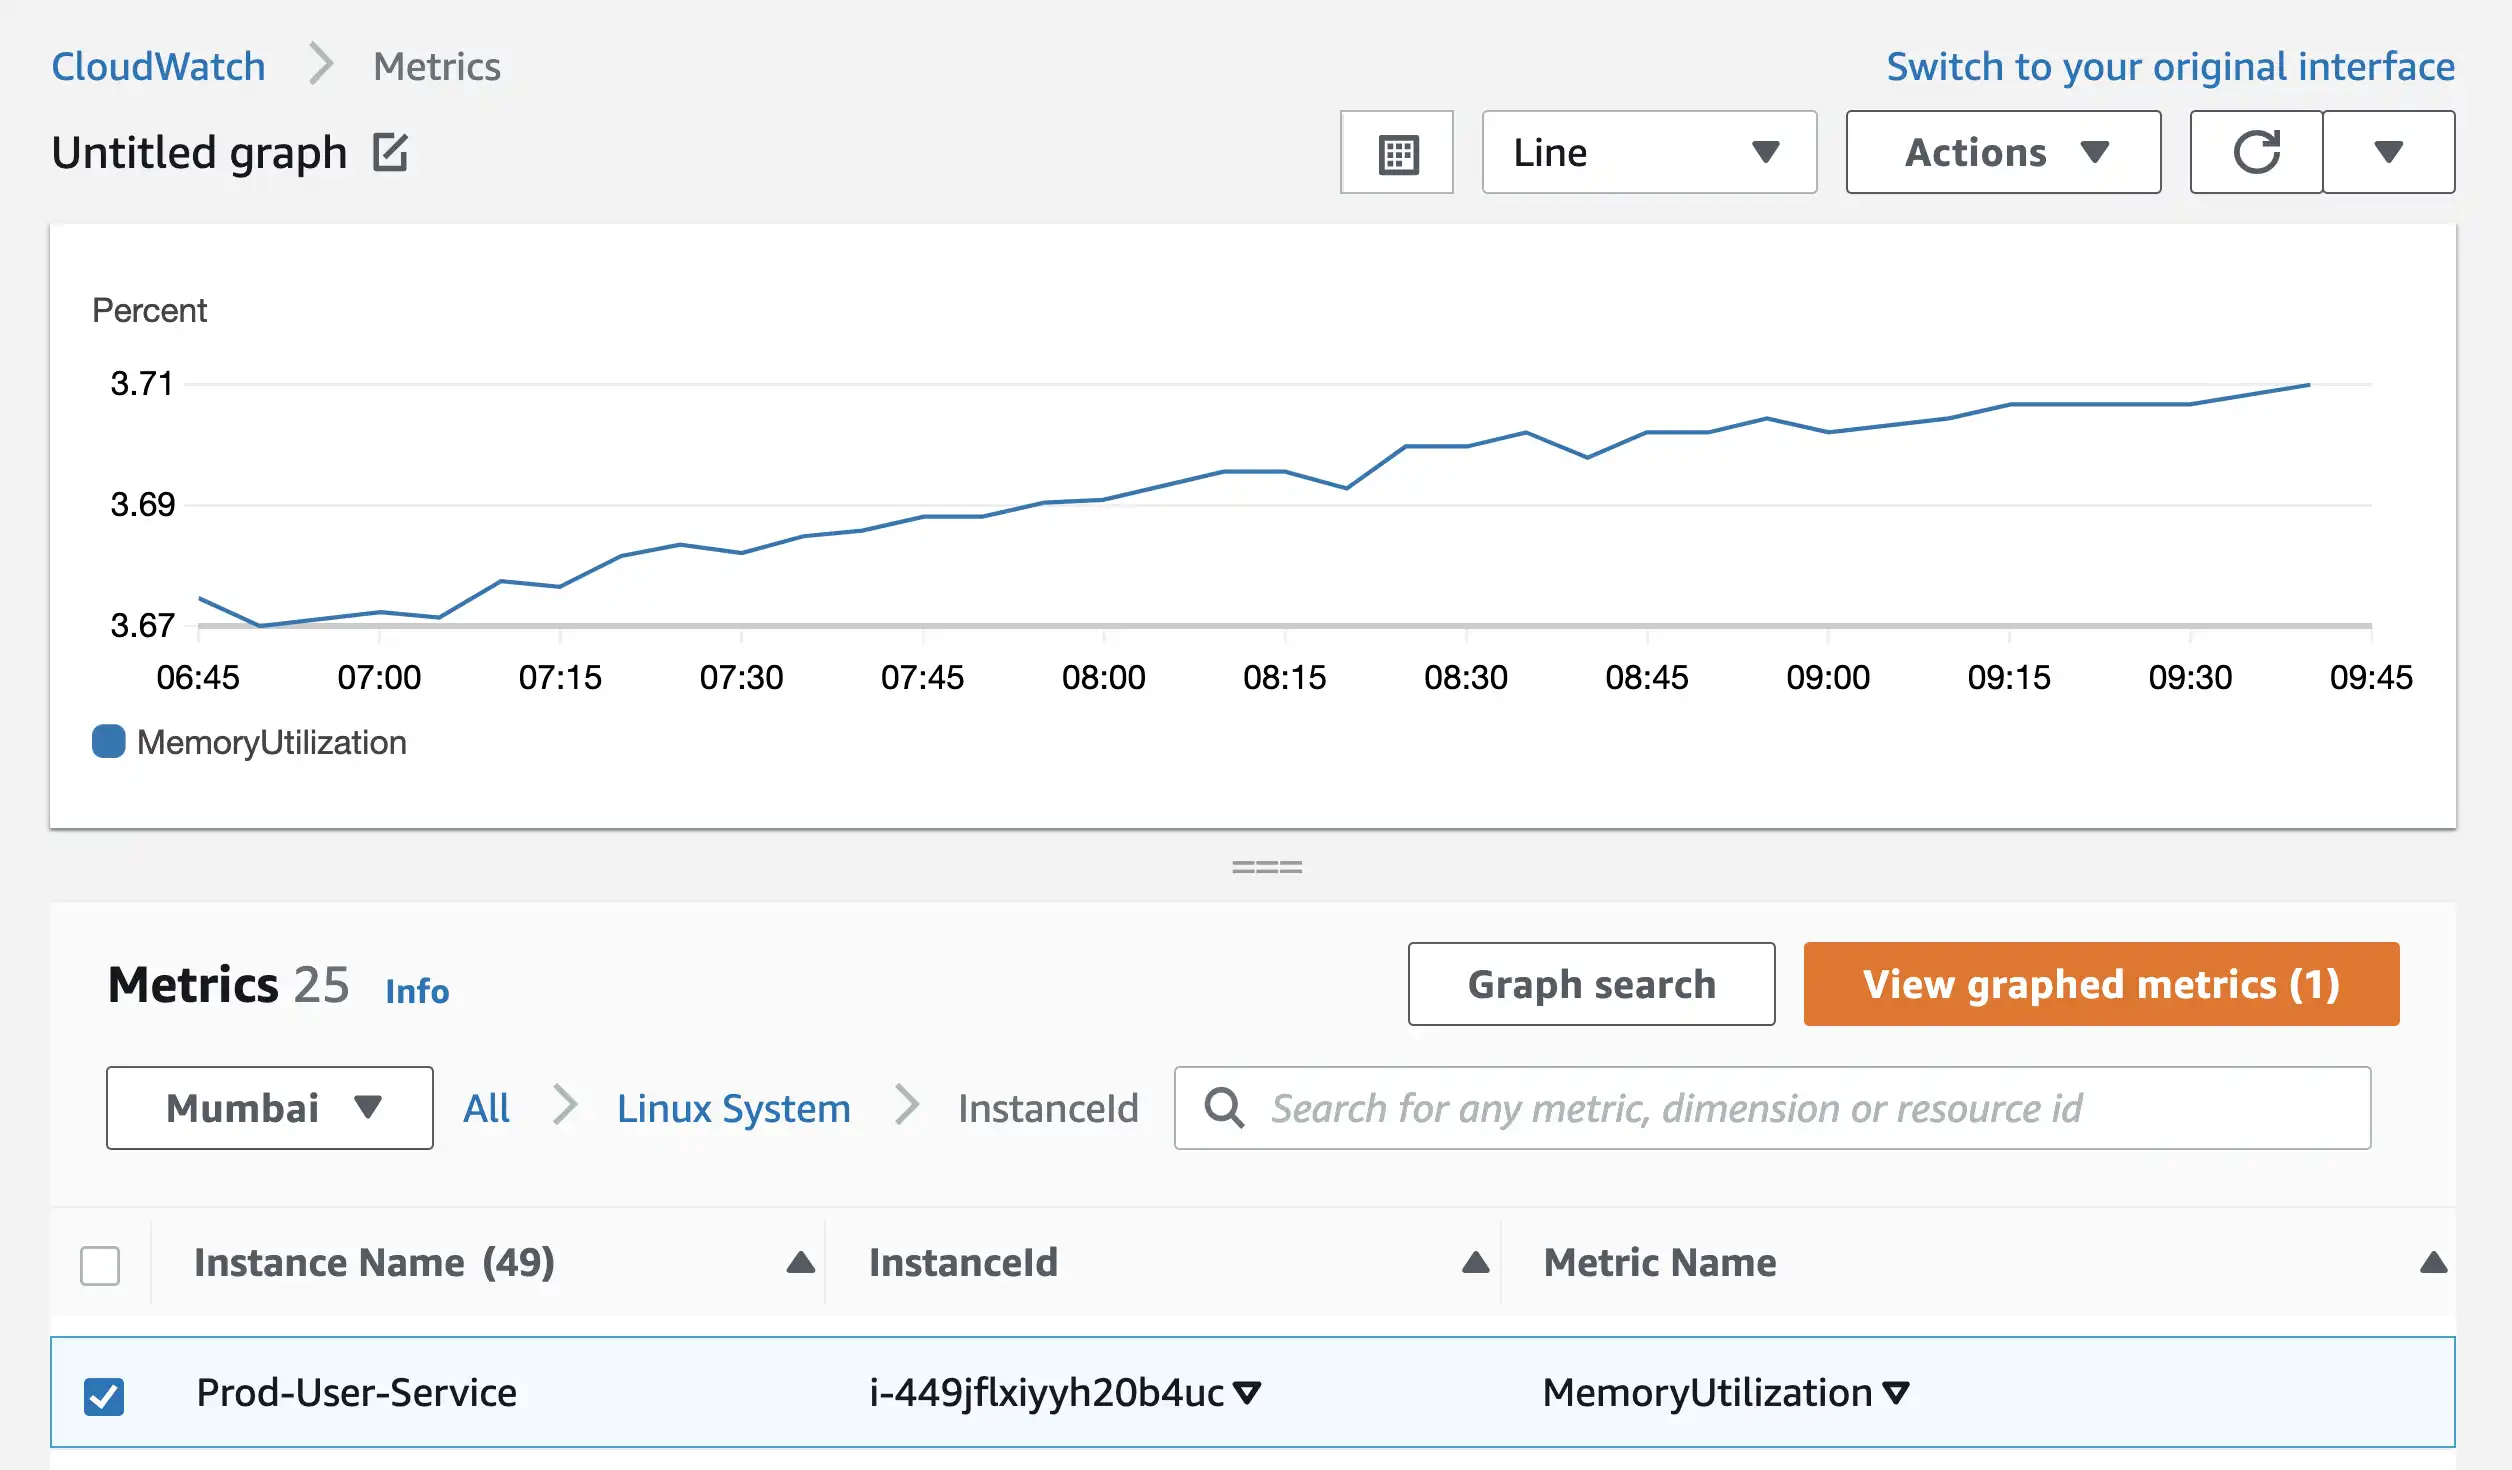 CloudWatch Metrics Switch to your original interface
Untitled graph Line Actions
Percent
3.71
3.69
3.67
06:45 07:00 07:15 07:30 07:45 08:00 08:15 08:30 08:45 09:00 09:15 09:30 09:45
MemoryUtilization
Metrics 25 Info Graph search View graphed metrics (1)
Mumbai All Linux System InstanceId Search for any metric, dimension or resource id
Instance Name (49) InstanceId Metric Name
Prod-User-Service i-449jflxiyyh20b4uc MemoryUtilization